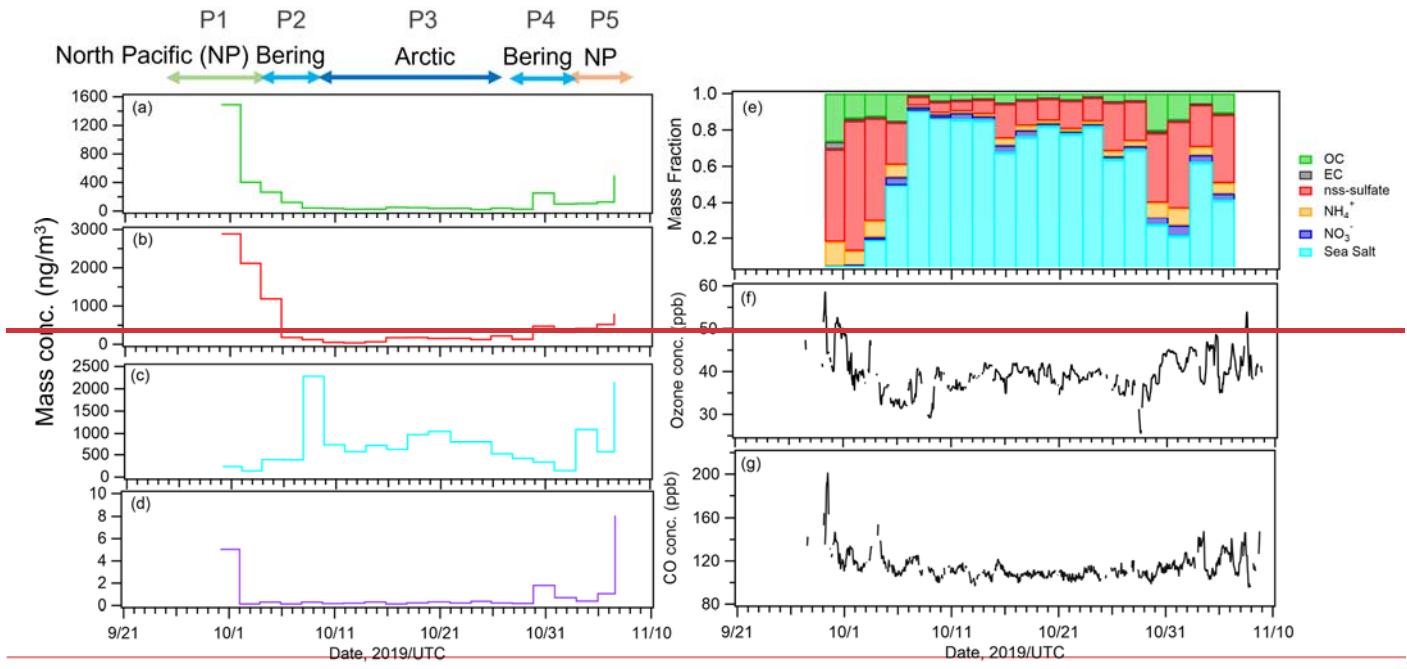 P1 P2 P3 P4 P5
North Pacific (NP) Bering Arctic Bering NP
Mass conc. (ng/m³)
(a)
1600
1200
800
400
0
(b)
3000
2000
1000
0
(c)
2500
2000
1500
1000
500
0
(d)
10
8
6
4
2
0
9/21 10/1 10/11 10/21 10/31 11/10
Date, 2019/UTC
(e)
Mass Fraction
1.0
0.8
0.6
0.4
0.2
OC
EC
nss-sulfate
NH₄⁺
NO₃⁻
Sea Salt
(f)
Ozone conc. (ppb)
60
50
40
30
(g)
CO conc. (ppb)
200
160
120
80
9/21 10/1 10/11 10/21 10/31 11/10
Date, 2019/UTC